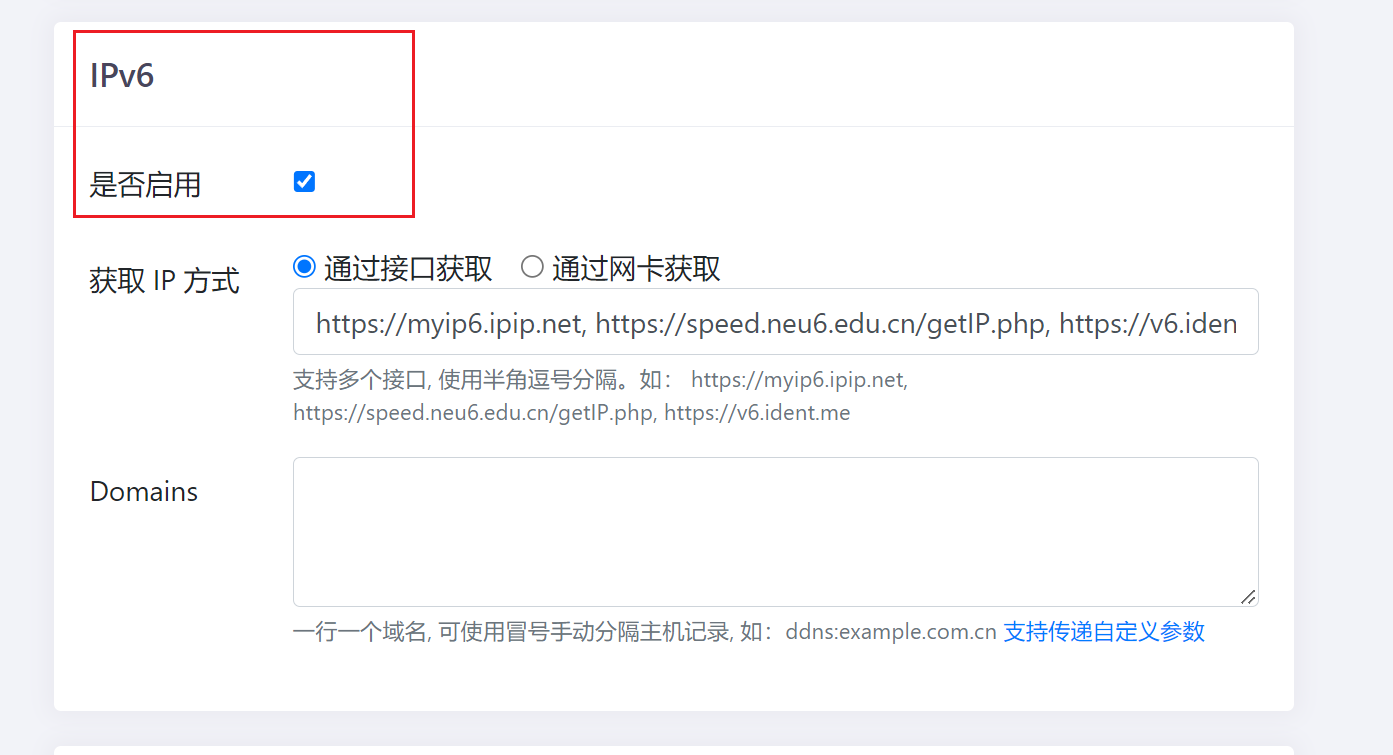 IPv6
是否启用
获取 IP 方式
通过接口获取 通过网卡获取
https://myip6.ipip.net, https://speed.neu6.edu.cn/getIP.php, https://v6.iden
支持多个接口, 使用半角逗号分隔。如： https://myip6.ipip.net,
https://speed.neu6.edu.cn/getIP.php, https://v6.ident.me
Domains
一行一个域名, 可使用冒号手动分隔主机记录, 如：ddns:example.com.cn 支持传递自定义参数